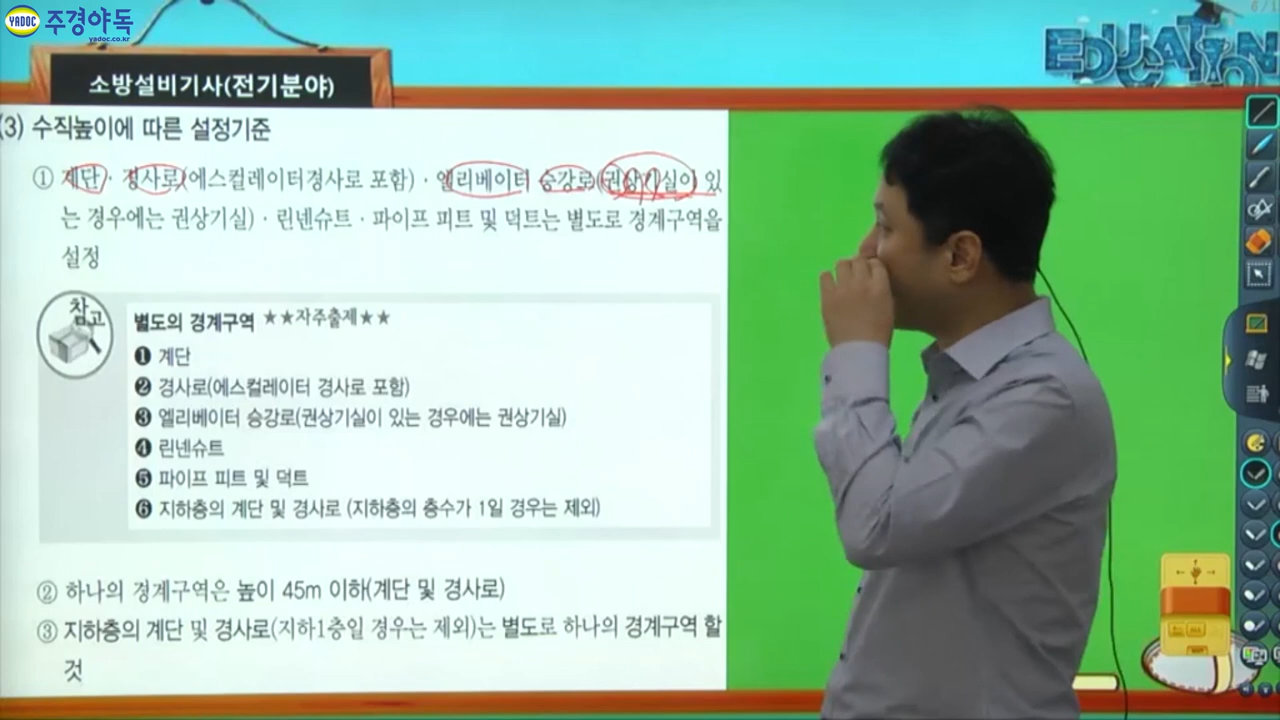 YADOC 주경야독
yadoc.co.kr
EDUCATION
소방설비기사(전기분야)
(3) 수직높이에 따른 설정기준
① 계단 · 경사로(에스컬레이터경사로 포함) · 엘리베이터 승강로(권상기실이 있
는 경우에는 권상기실) · 린넨슈트 · 파이프 피트 및 덕트는 별도로 경계구역을
설정
참고
별도의 경계구역 ★★자주출제★★
❶ 계단
❷ 경사로(에스컬레이터 경사로 포함)
❸ 엘리베이터 승강로(권상기실이 있는 경우에는 권상기실)
❹ 린넨슈트
❺ 파이프 피트 및 덕트
❻ 지하층의 계단 및 경사로 (지하층의 층수가 1일 경우는 제외)
② 하나의 경계구역은 높이 45m 이하(계단 및 경사로)
③ 지하층의 계단 및 경사로(지하1층일 경우는 제외)는 별도로 하나의 경계구역 할
것